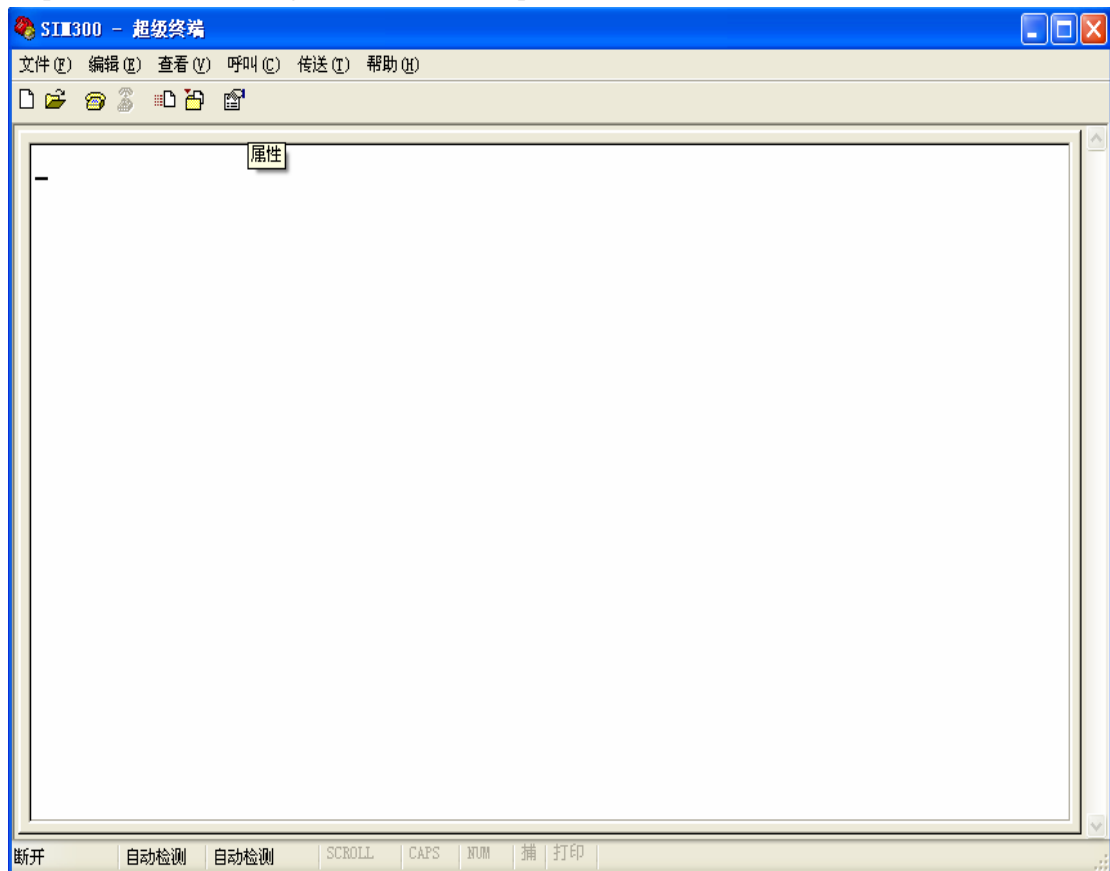 SIM300 - 超级终端
文件(F) 编辑(E) 查看(V) 呼叫(C) 传送(T) 帮助(H)
属性
断开 自动检测 自动检测 SCROLL CAPS NUM 捕 打印